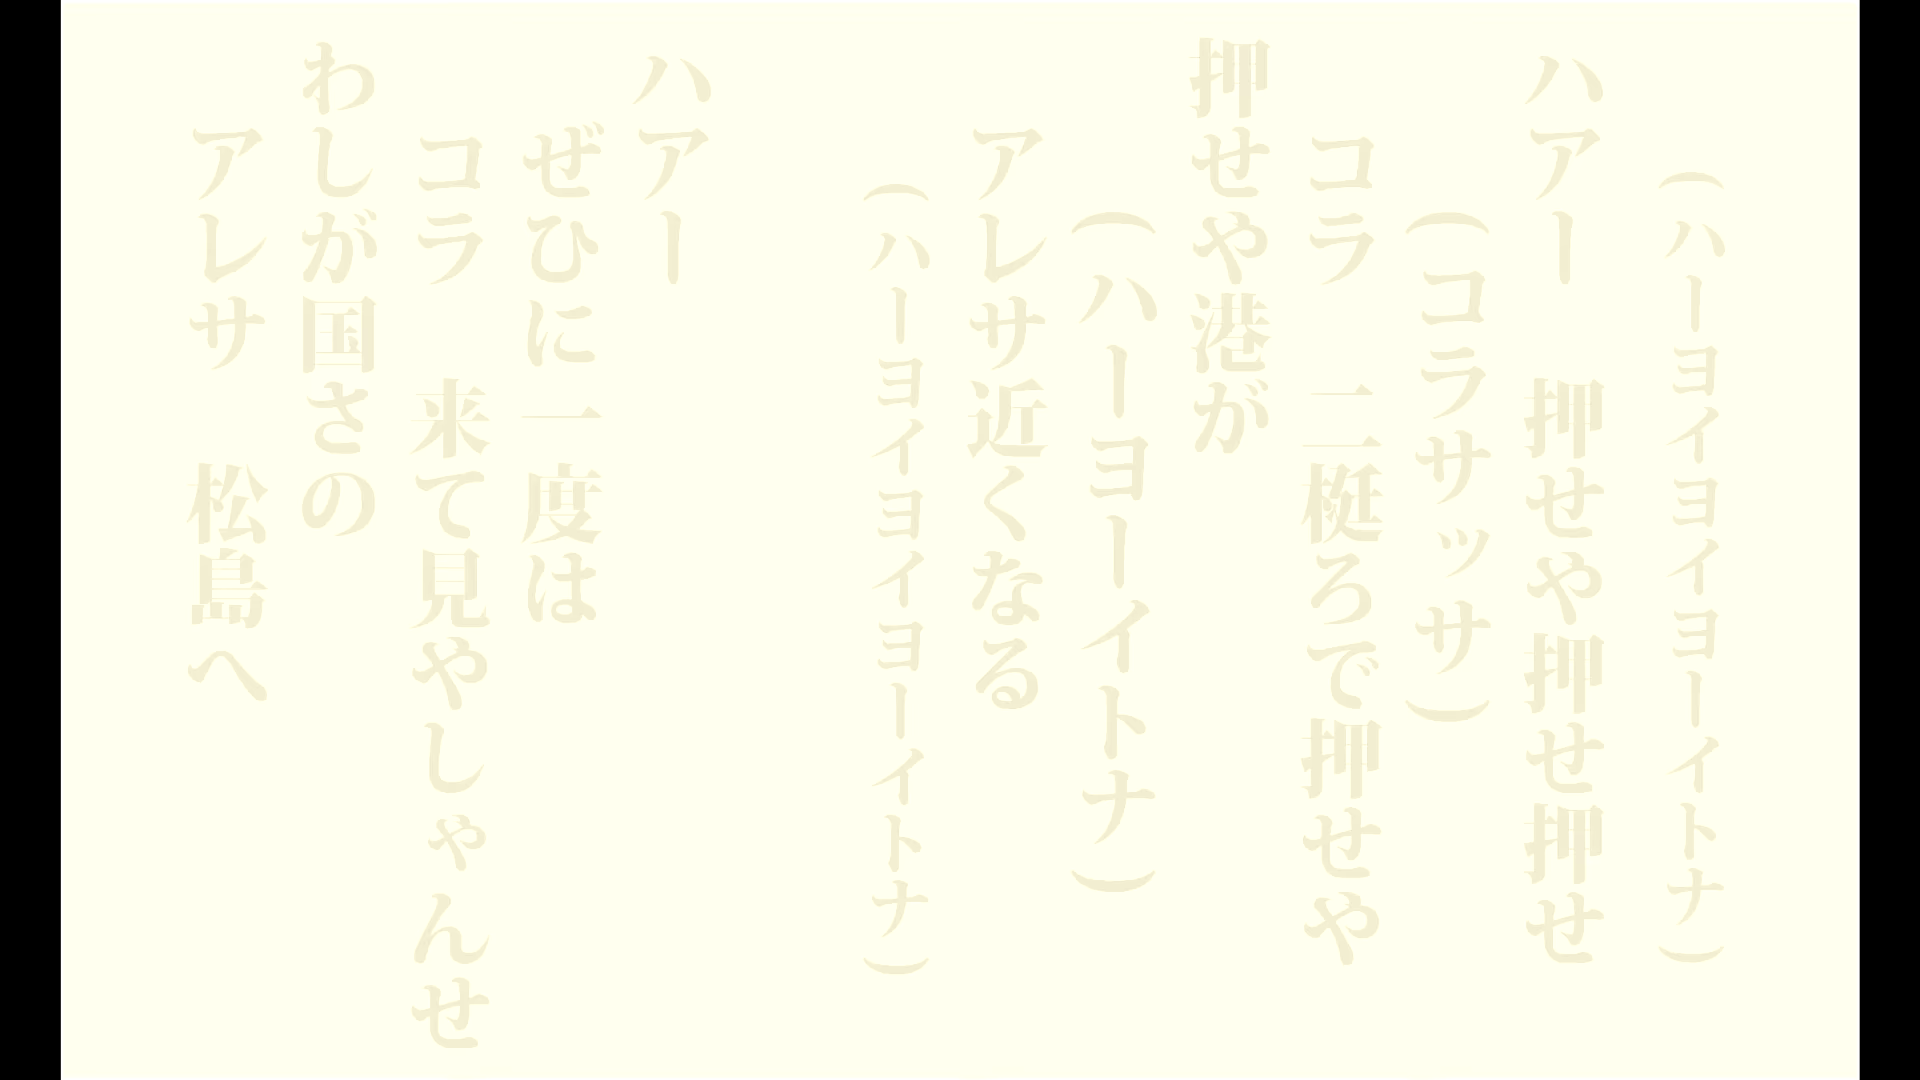 （ハーヨイヨイヨーイトナ）
ハアー　押せや押せ押せ
（コラサッサ）
コラ　二梃ろで押せや
押せや港が
（ハーヨーイトナ）
アレサ近くなる
（ハーヨイヨイヨーイトナ）
ハアー
ぜひに一度は
コラ　来て見やしゃんせ
わしが国さの
アレサ　松島へ